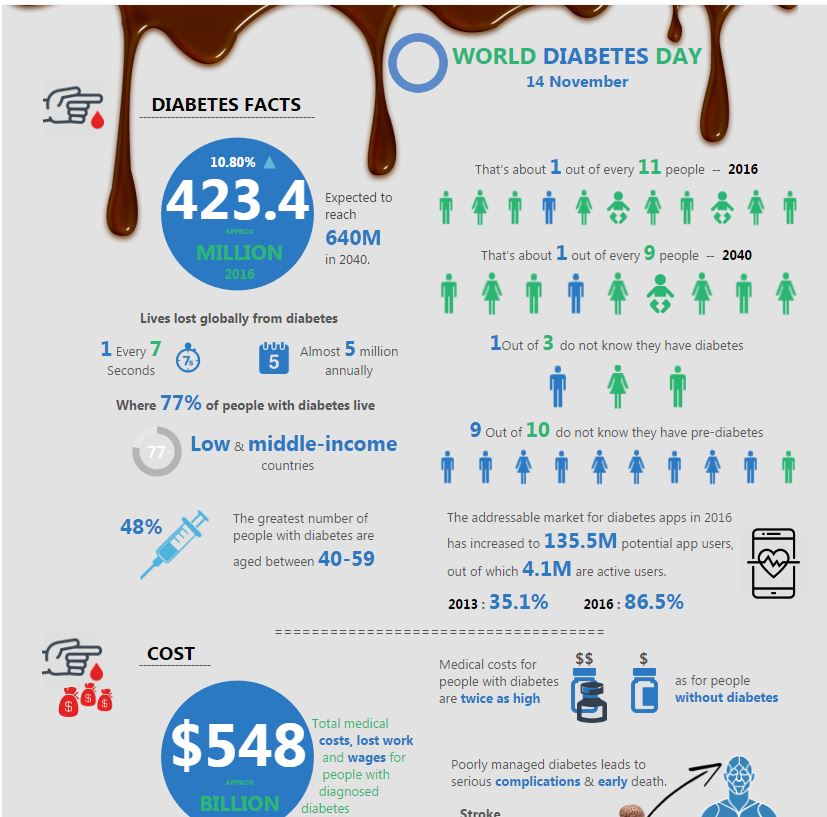 WORLD DIABETES DAY
14 November
DIABETES FACTS
10.80%
423.4
APPROX
MILLION
2016
Expected to
reach
640M
in 2040.
Lives lost globally from diabetes
1 Every 7
Seconds
7s
5
Almost 5 million
annually
Where 77% of people with diabetes live
77%
Low & middle-income
countries
48%
The greatest number of
people with diabetes are
aged between 40-59
That's about 1 out of every 11 people -- 2016
That's about 1 out of every 9 people -- 2040
1Out of 3 do not know they have diabetes
9 Out of 10 do not know they have pre-diabetes
The addressable market for diabetes apps in 2016
has increased to 135.5M potential app users,
out of which 4.1M are active users.
2013 : 35.1% 2016 : 86.5%
COST
$ $ $
$548
APPROX
BILLION
Total medical
costs, lost work
and wages for
people with
diagnosed
diabetes
Medical costs for
people with diabetes
are twice as high
$$
$
as for people
without diabetes
Poorly managed diabetes leads to
serious complications & early death.
Stroke